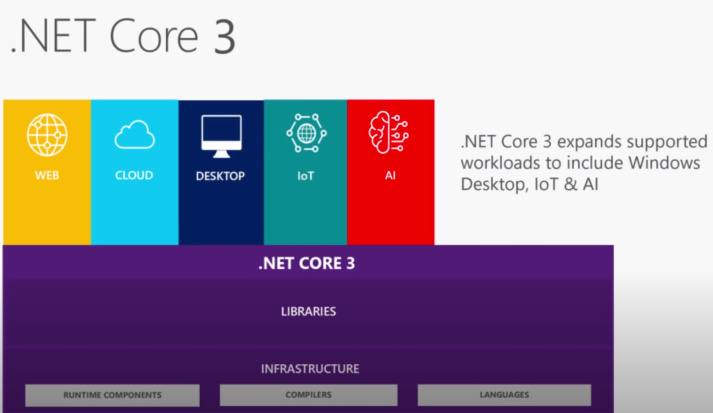 .NET Core 3
WEB
CLOUD
DESKTOP
IoT
AI
.NET Core 3 expands supported
workloads to include Windows
Desktop, IoT & AI
.NET CORE 3
LIBRARIES
INFRASTRUCTURE
RUNTIME COMPONENTS
COMPILERS
LANGUAGES